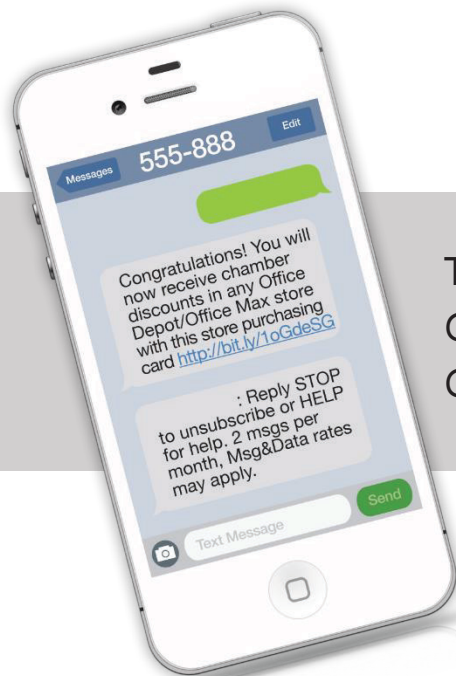 Messages
555-888
Edit
Congratulations! You will
now receive chamber
discounts in any Office
Depot/Office Max store
with this store purchasing
card http://bit.ly/1oGdeSG
: Reply STOP
to unsubscribe or HELP
for help. 2 msgs per
month, Msg&Data rates
may apply.
Text Message
Send